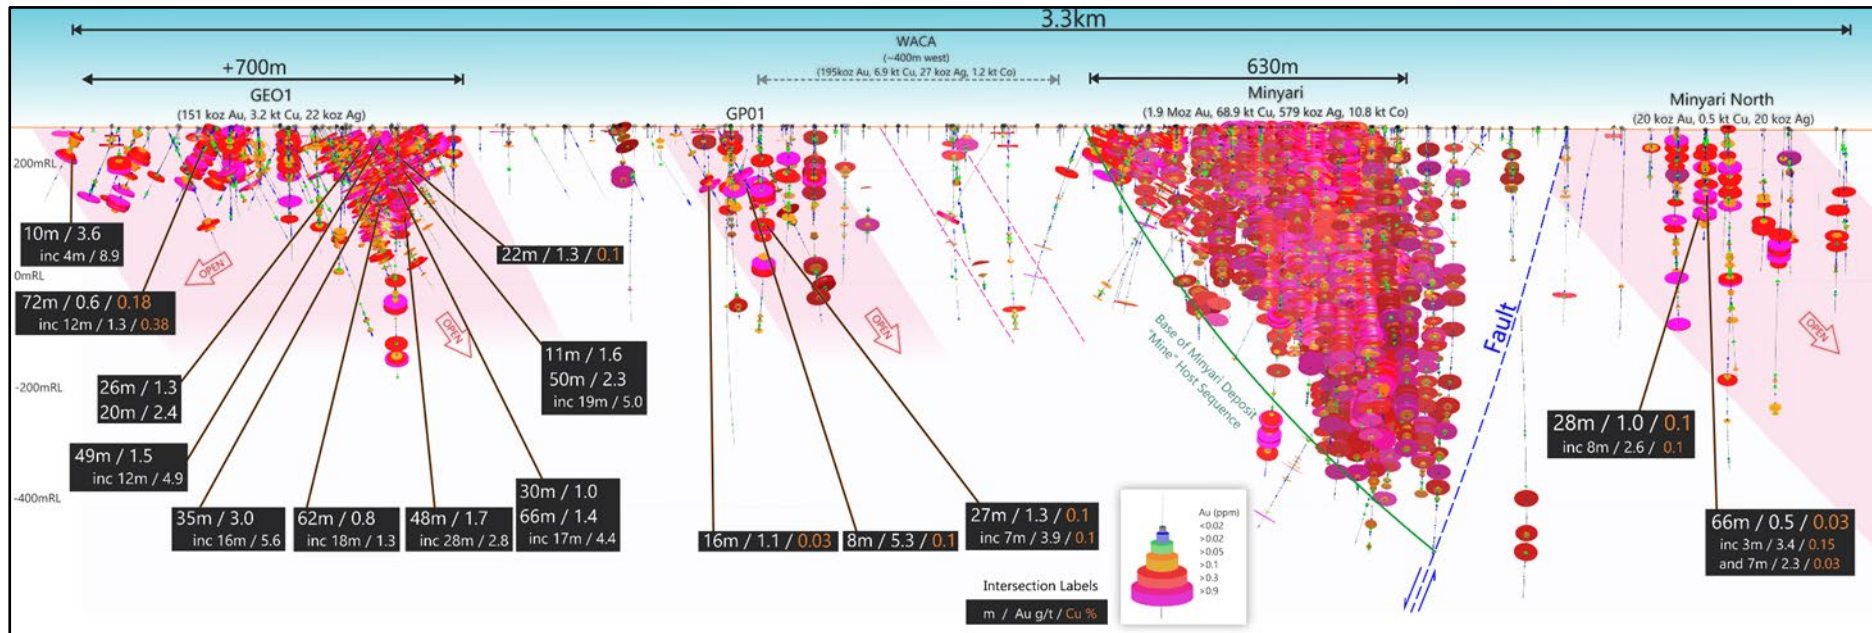 3.3km
WACA
(~400m west)
(195koz Au, 6.9 kt Cu, 27 koz Ag, 1.2 kt Co)
+700m
GEO1
(151 koz Au, 3.2 kt Cu, 22 koz Ag)
GP01
630m
Minyari
(1.9 Moz Au, 68.9 kt Cu, 579 koz Ag, 10.8 kt Co)
Minyari North
(20 koz Au, 0.5 kt Cu, 20 koz Ag)
200mRL
0mRL
-200mRL
-400mRL
10m / 3.6
inc 4m / 8.9
72m / 0.6 / 0.18
inc 12m / 1.3 / 0.38
26m / 1.3
20m / 2.4
49m / 1.5
inc 12m / 4.9
35m / 3.0
inc 16m / 5.6
62m / 0.8
inc 18m / 1.3
48m / 1.7
inc 28m / 2.8
30m / 1.0
66m / 1.4
inc 17m / 4.4
11m / 1.6
50m / 2.3
inc 19m / 5.0
22m / 1.3 / 0.1
OPEN
OPEN
16m / 1.1 / 0.03
8m / 5.3 / 0.1
27m / 1.3 / 0.1
inc 7m / 3.9 / 0.1
OPEN
Base of Minyari Deposit
"Mine" Host Sequence
Fault
28m / 1.0 / 0.1
inc 8m / 2.6 / 0.1
66m / 0.5 / 0.03
inc 3m / 3.4 / 0.15
and 7m / 2.3 / 0.03
OPEN
Intersection Labels
m / Au g/t / Cu %
Au (ppm)
<0.02
>0.02
>0.05
>0.1
>0.3
>0.9